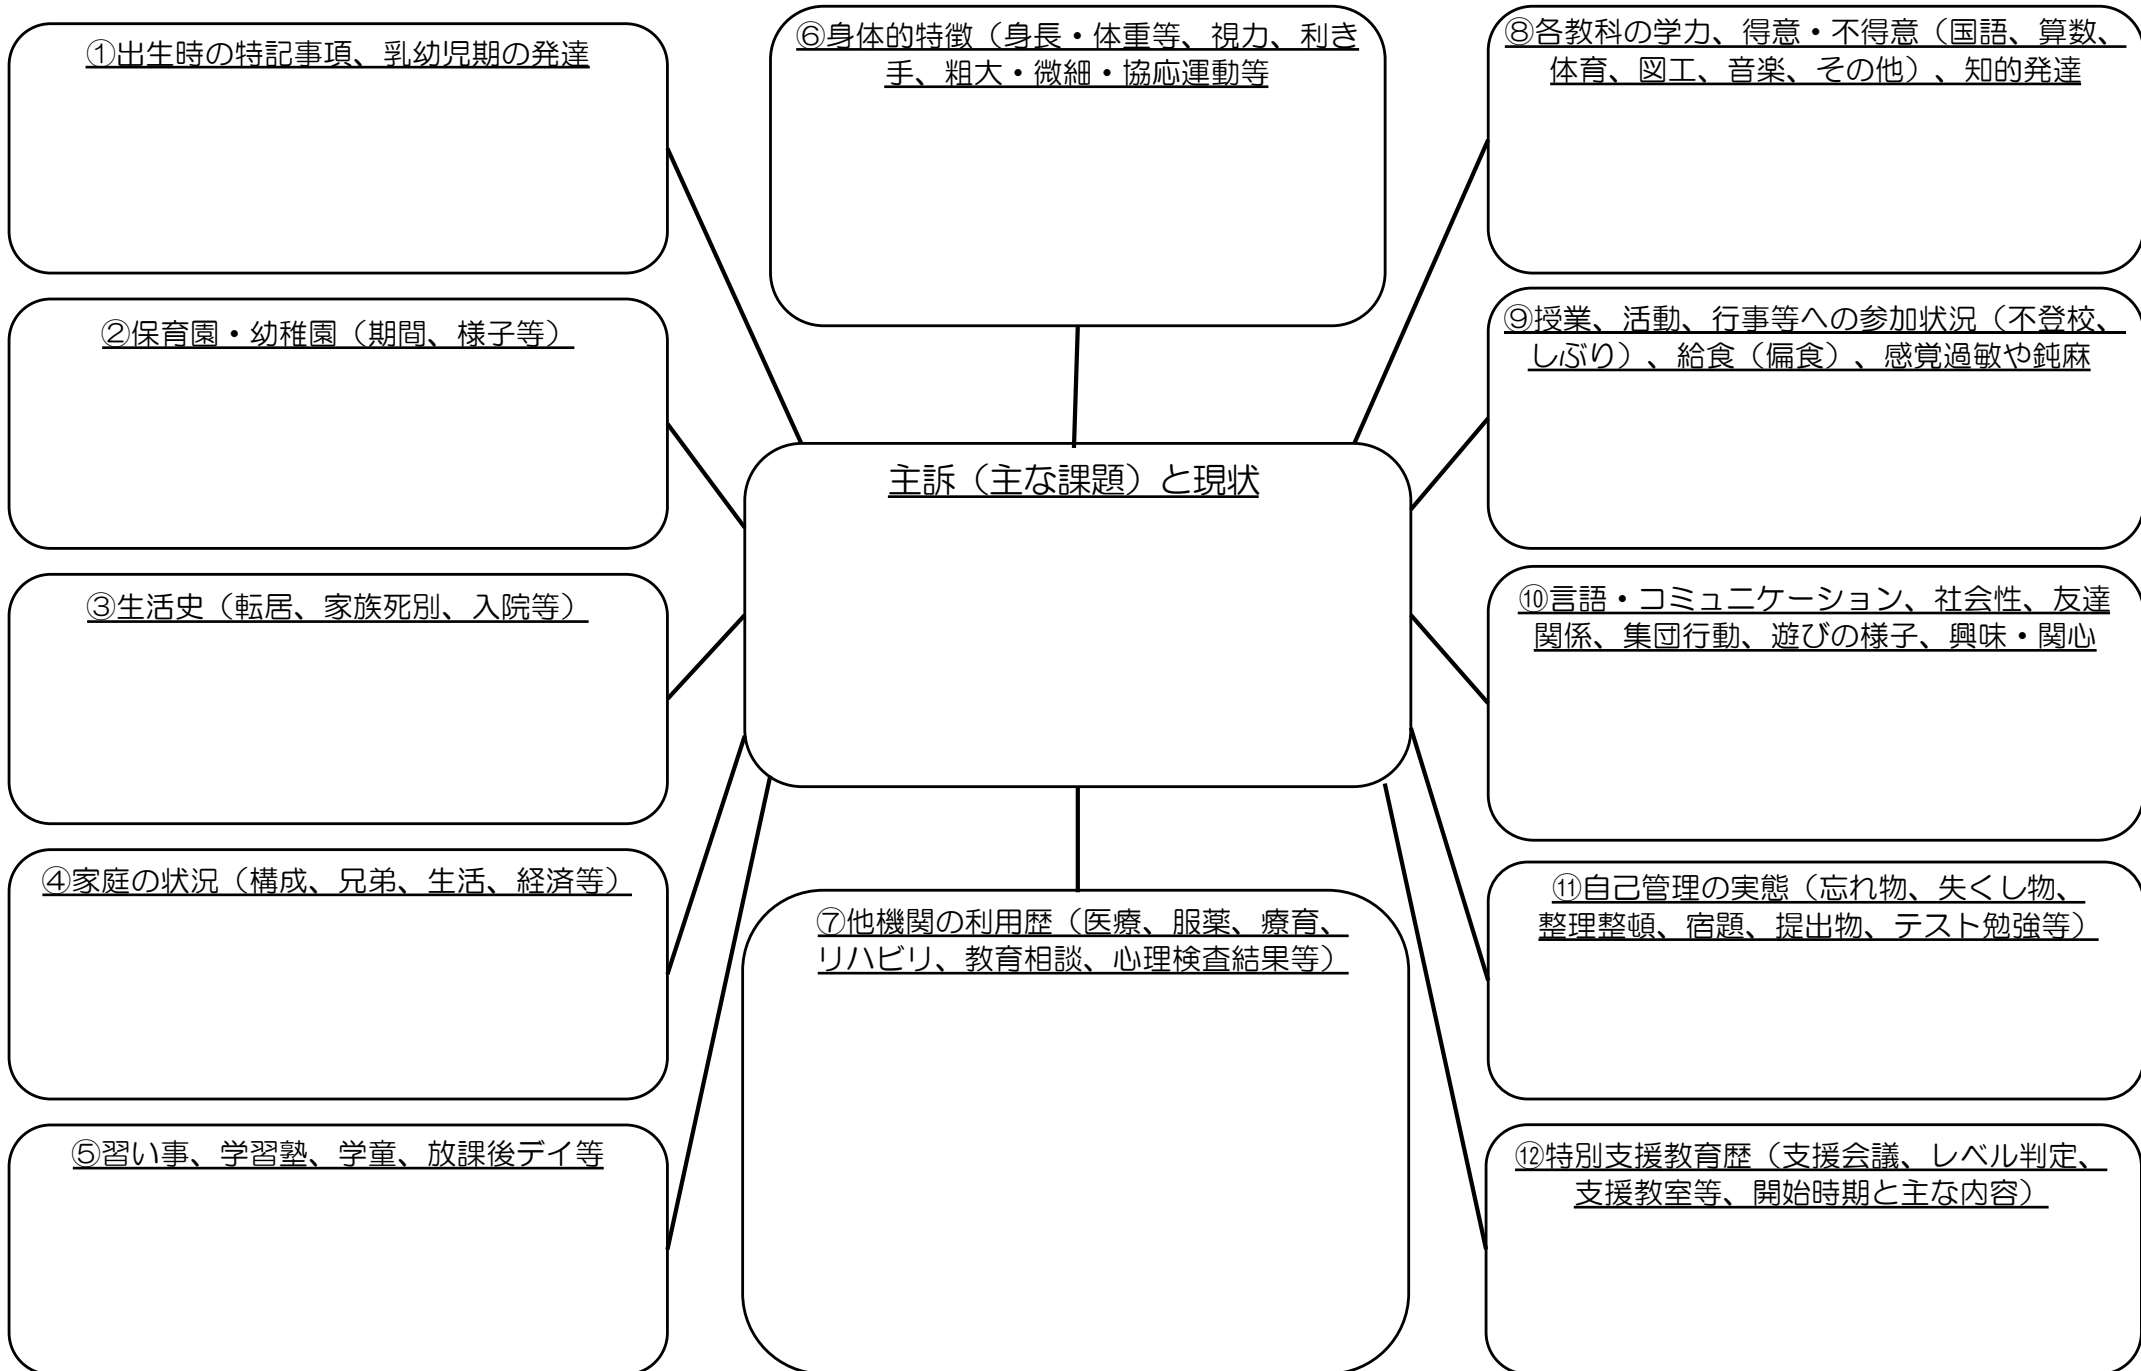 ①出生時の特記事項、乳幼児期の発達
②保育園・幼稚園（期間、様子等）
③生活史（転居、家族死別、入院等）
④家庭の状況（構成、兄弟、生活、経済等）
⑤習い事、学習塾、学童、放課後デイ等
⑥身体的特徴（身長・体重等、視力、利き
手、粗大・微細・協応運動等
主訴（主な課題）と現状
⑦他機関の利用歴（医療、服薬、療育、
リハビリ、教育相談、心理検査結果等）
⑧各教科の学力、得意・不得意（国語、算数、
体育、図工、音楽、その他）、知的発達
⑨授業、活動、行事等への参加状況（不登校、
しぶり）、給食（偏食）、感覚過敏や鈍麻
⑩言語・コミュニケーション、社会性、友達
関係、集団行動、遊びの様子、興味・関心
⑪自己管理の実態（忘れ物、失くし物、
整理整頓、宿題、提出物、テスト勉強等）
⑫特別支援教育歴（支援会議、レベル判定、
支援教室等、開始時期と主な内容）